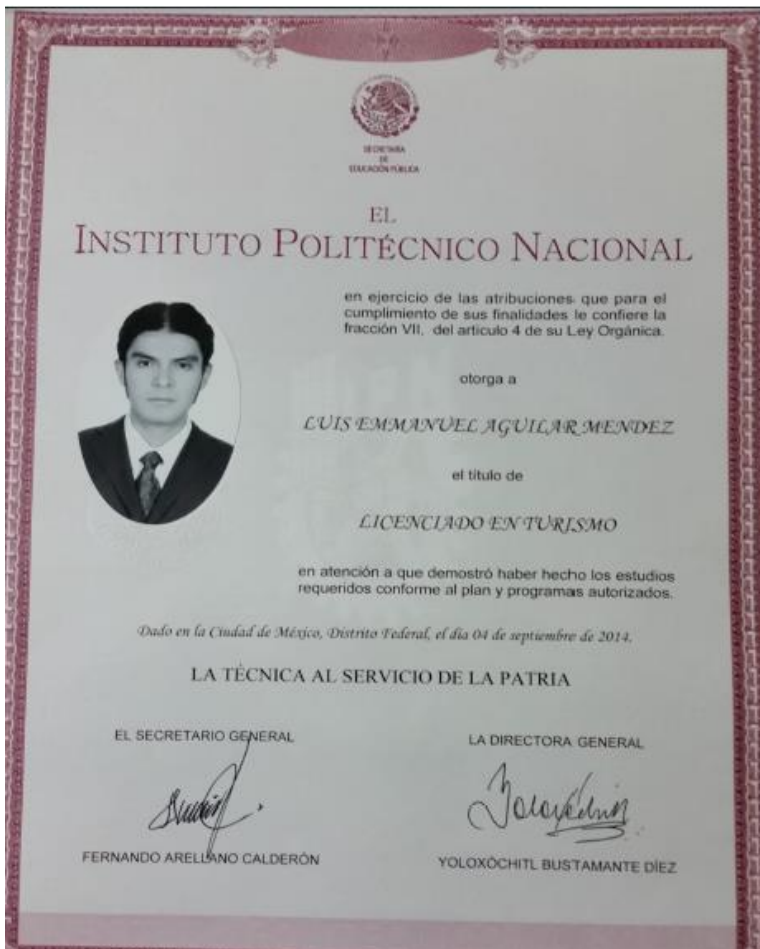 SECRETARÍA
DE
EDUCACIÓN PÚBLICA
EL
INSTITUTO POLITÉCNICO NACIONAL
en ejercicio de las atribuciones que para el
cumplimiento de sus finalidades le confiere la
fracción VII, del artículo 4 de su Ley Orgánica.
otorga a
LUIS EMMANUEL AGUILAR MENDEZ
el título de
LICENCIADO EN TURISMO
en atención a que demostró haber hecho los estudios
requeridos conforme al plan y programas autorizados.
Dado en la Ciudad de México, Distrito Federal, el día 04 de septiembre de 2014.
LA TÉCNICA AL SERVICIO DE LA PATRIA
EL SECRETARIO GENERAL
LA DIRECTORA GENERAL
FERNANDO ARELLANO CALDERÓN
YOLOXÓCHITL BUSTAMANTE DÍEZ